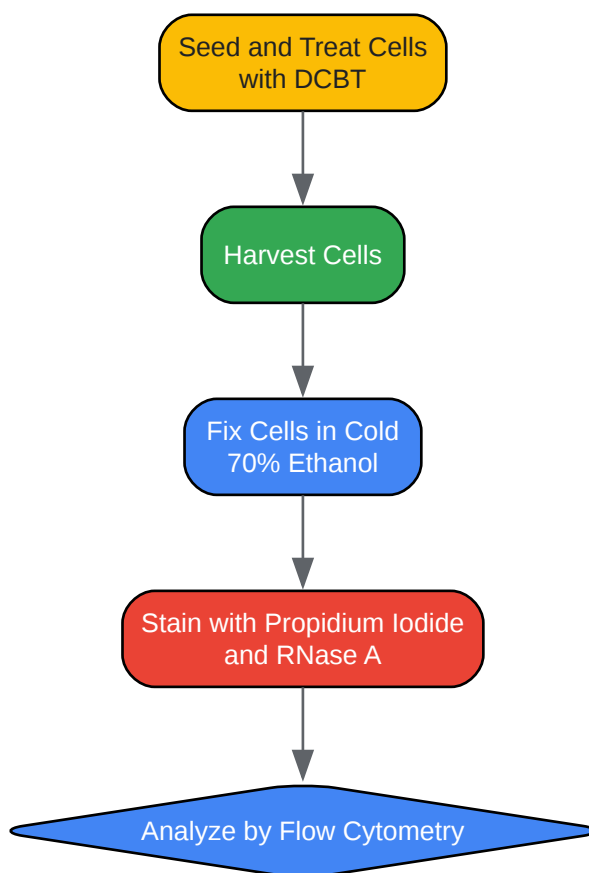 Seed and Treat Cells
with DCBT
Harvest Cells
Fix Cells in Cold
70% Ethanol
Stain with Propidium Iodide
and RNase A
Analyze by Flow Cytometry